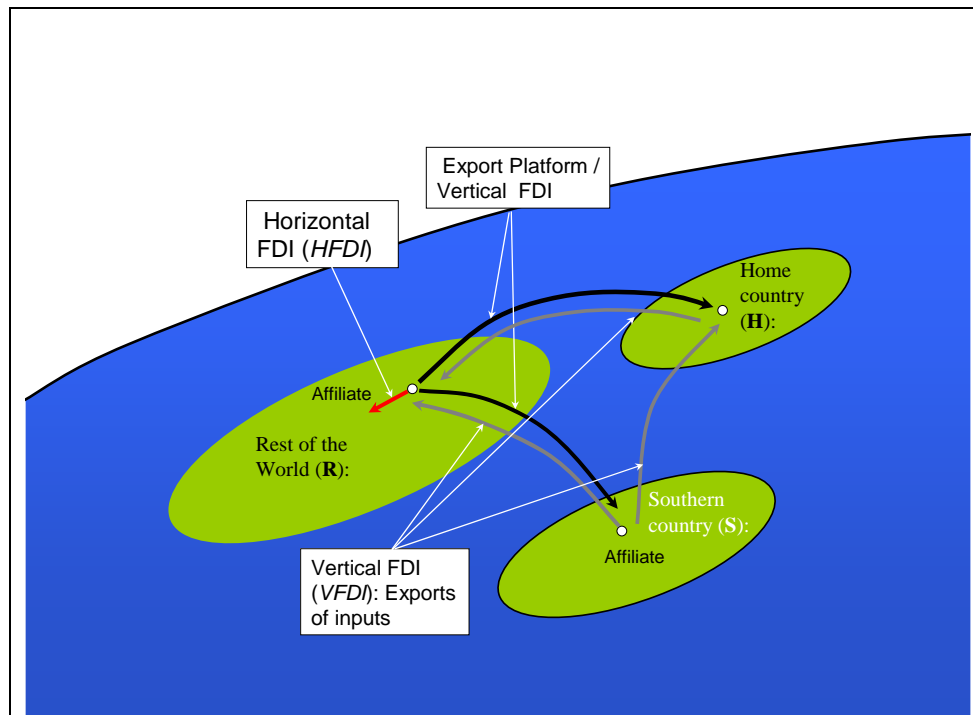 Export Platform /
Vertical  FDI
Horizontal
FDI (HFDI)
Home
country
(H):
Affiliate
Rest of the
World (R):
Southern
country (S):
Affiliate
Vertical FDI
(VFDI): Exports
of inputs